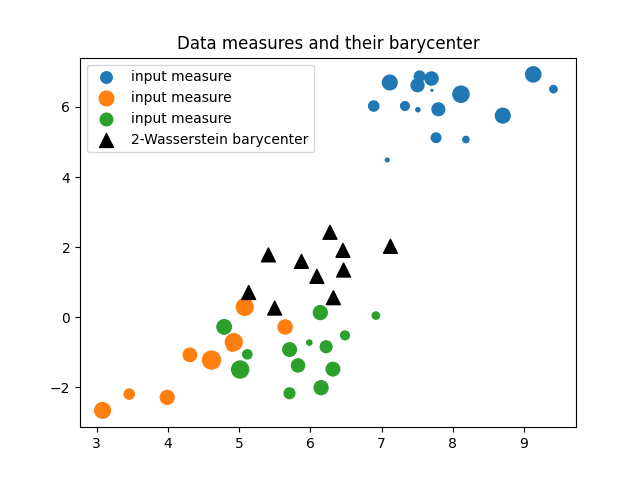 Data measures and their barycenter
input measure
input measure
input measure
2-Wasserstein barycenter
6
4
2
0
−2
3 4 5 6 7 8 9